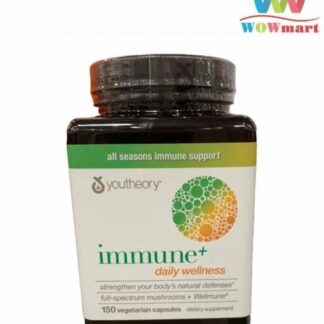 WOWmart
all seasons immune support
youtheory®
immune+
daily wellness
strengthen your body's natural defenses*
full-spectrum mushrooms + Wellmune®
150 vegetarian capsules dietary supplement